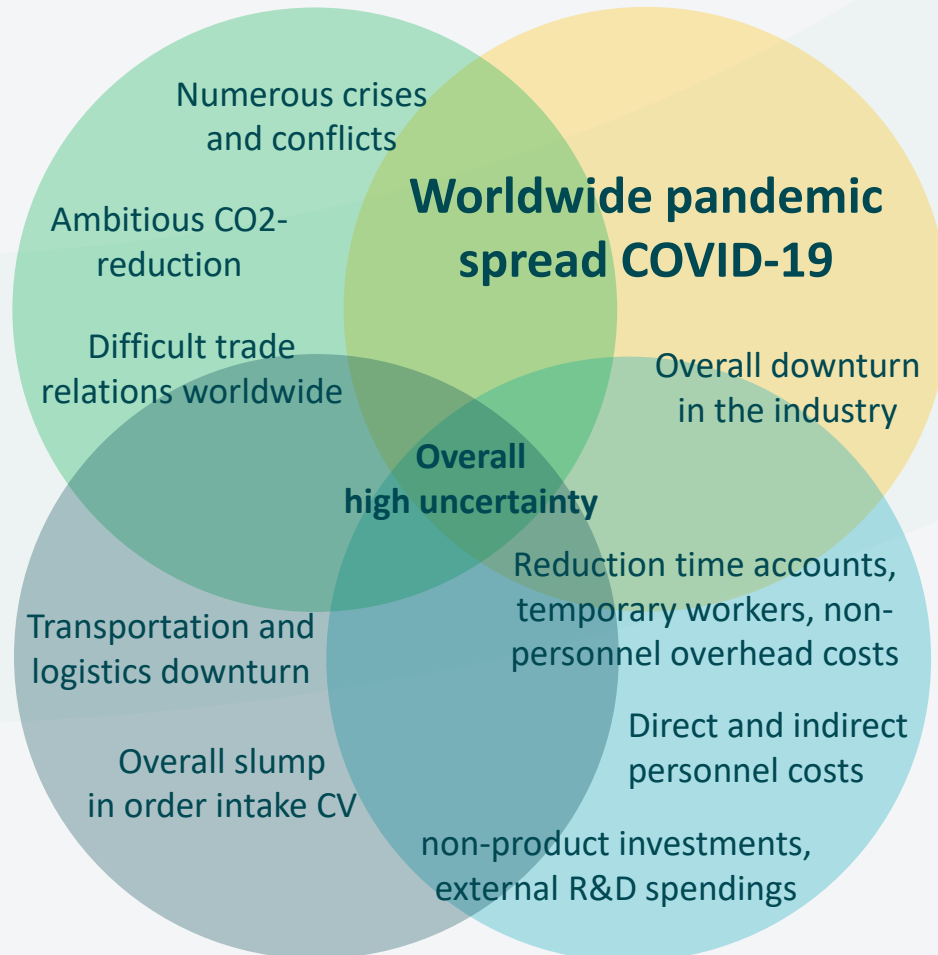 Numerous crises
and conflicts
Worldwide pandemic
spread COVID-19
Ambitious CO2-
reduction
Difficult trade
relations worldwide
Overall downturn
in the industry
Overall
high uncertainty
Reduction time accounts,
temporary workers, non-
personnel overhead costs
Transportation and
logistics downturn
Direct and indirect
personnel costs
Overall slump
in order intake CV
non-product investments,
external R&D spendings